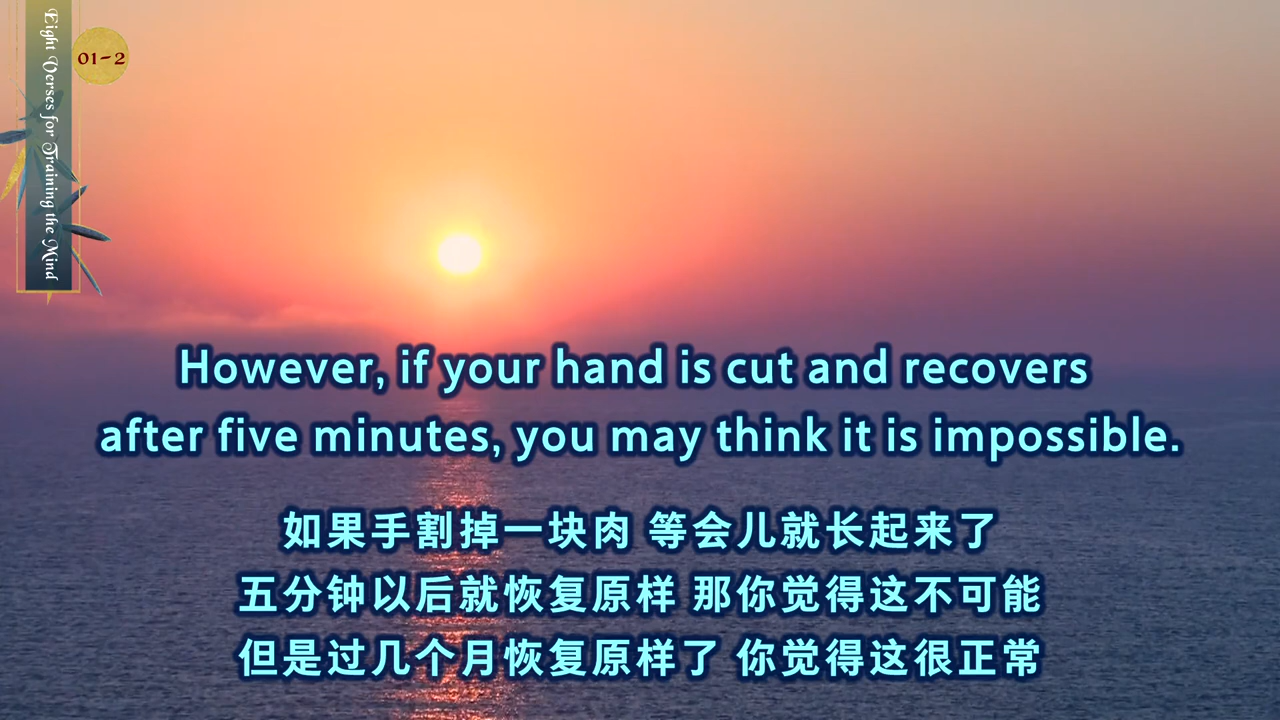 Eight Verses for Training the Mind
01-2
However, if your hand is cut and recovers
after five minutes, you may think it is impossible.
如果手割掉一块肉 等会儿就长起来了
五分钟以后就恢复原样 那你觉得这不可能
但是过几个月恢复原样了 你觉得这很正常